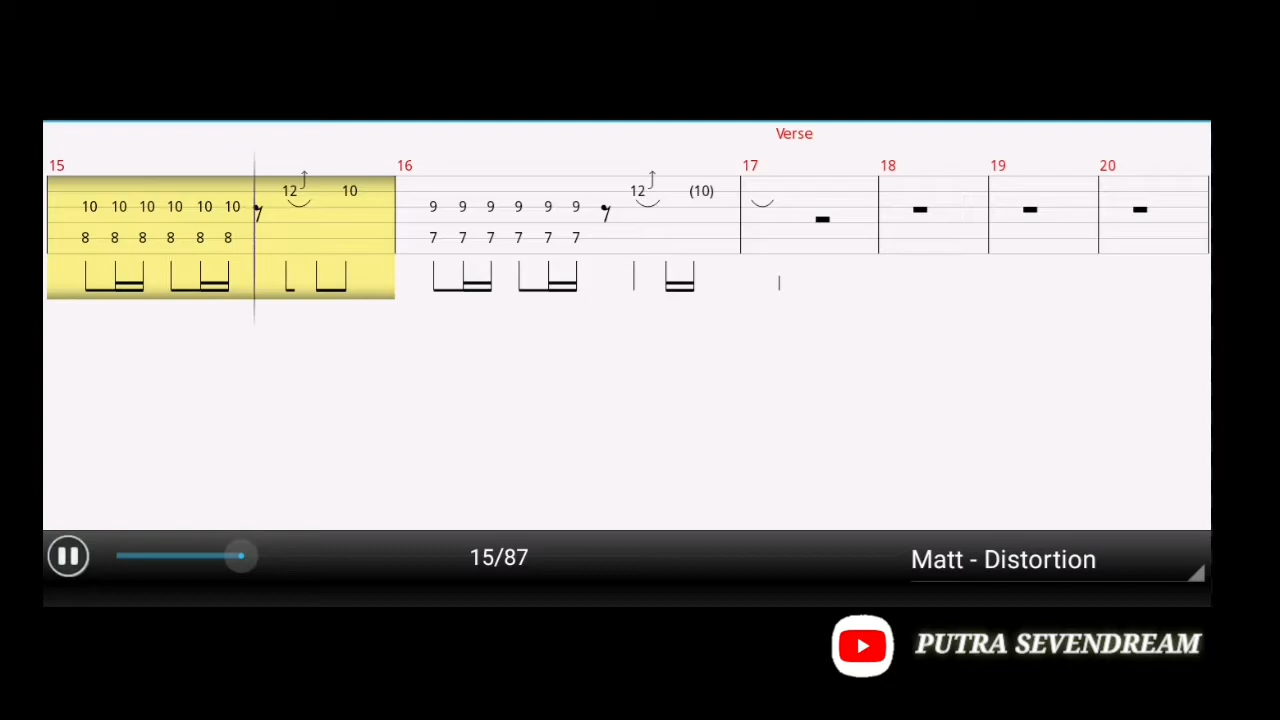 Verse
15 16 17 18 19 20
12 10 12 (10)
10 10 10 10 10 10 9 9 9 9 9 9
8 8 8 8 8 8 7 7 7 7 7 7
15/87
Matt - Distortion
PUTRA SEVENDREAM